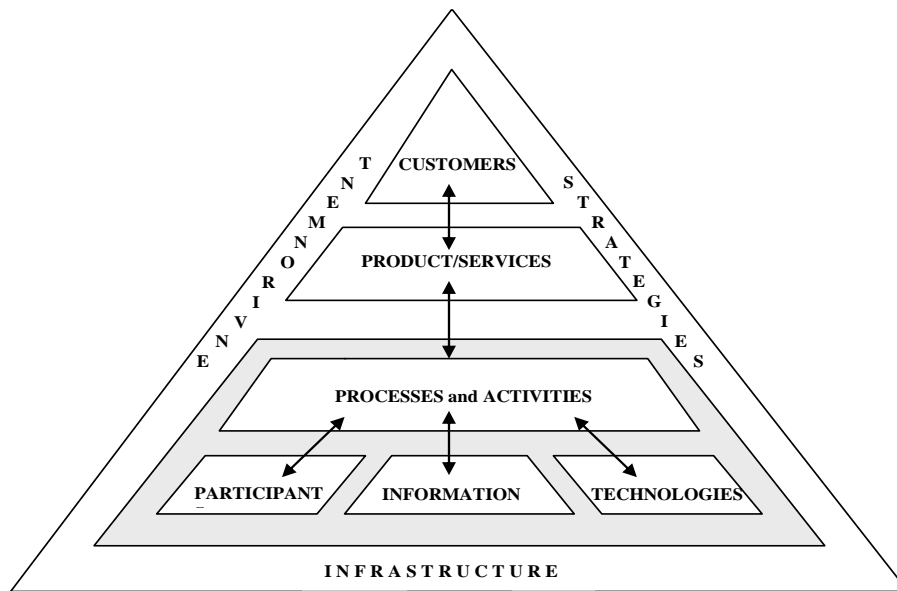 CUSTOMERS
ENVIRONMENT
STRATEGIES
PRODUCT/SERVICES
PROCESSES and ACTIVITIES
PARTICIPANT
INFORMATION
TECHNOLOGIES
INFRASTRUCTURE